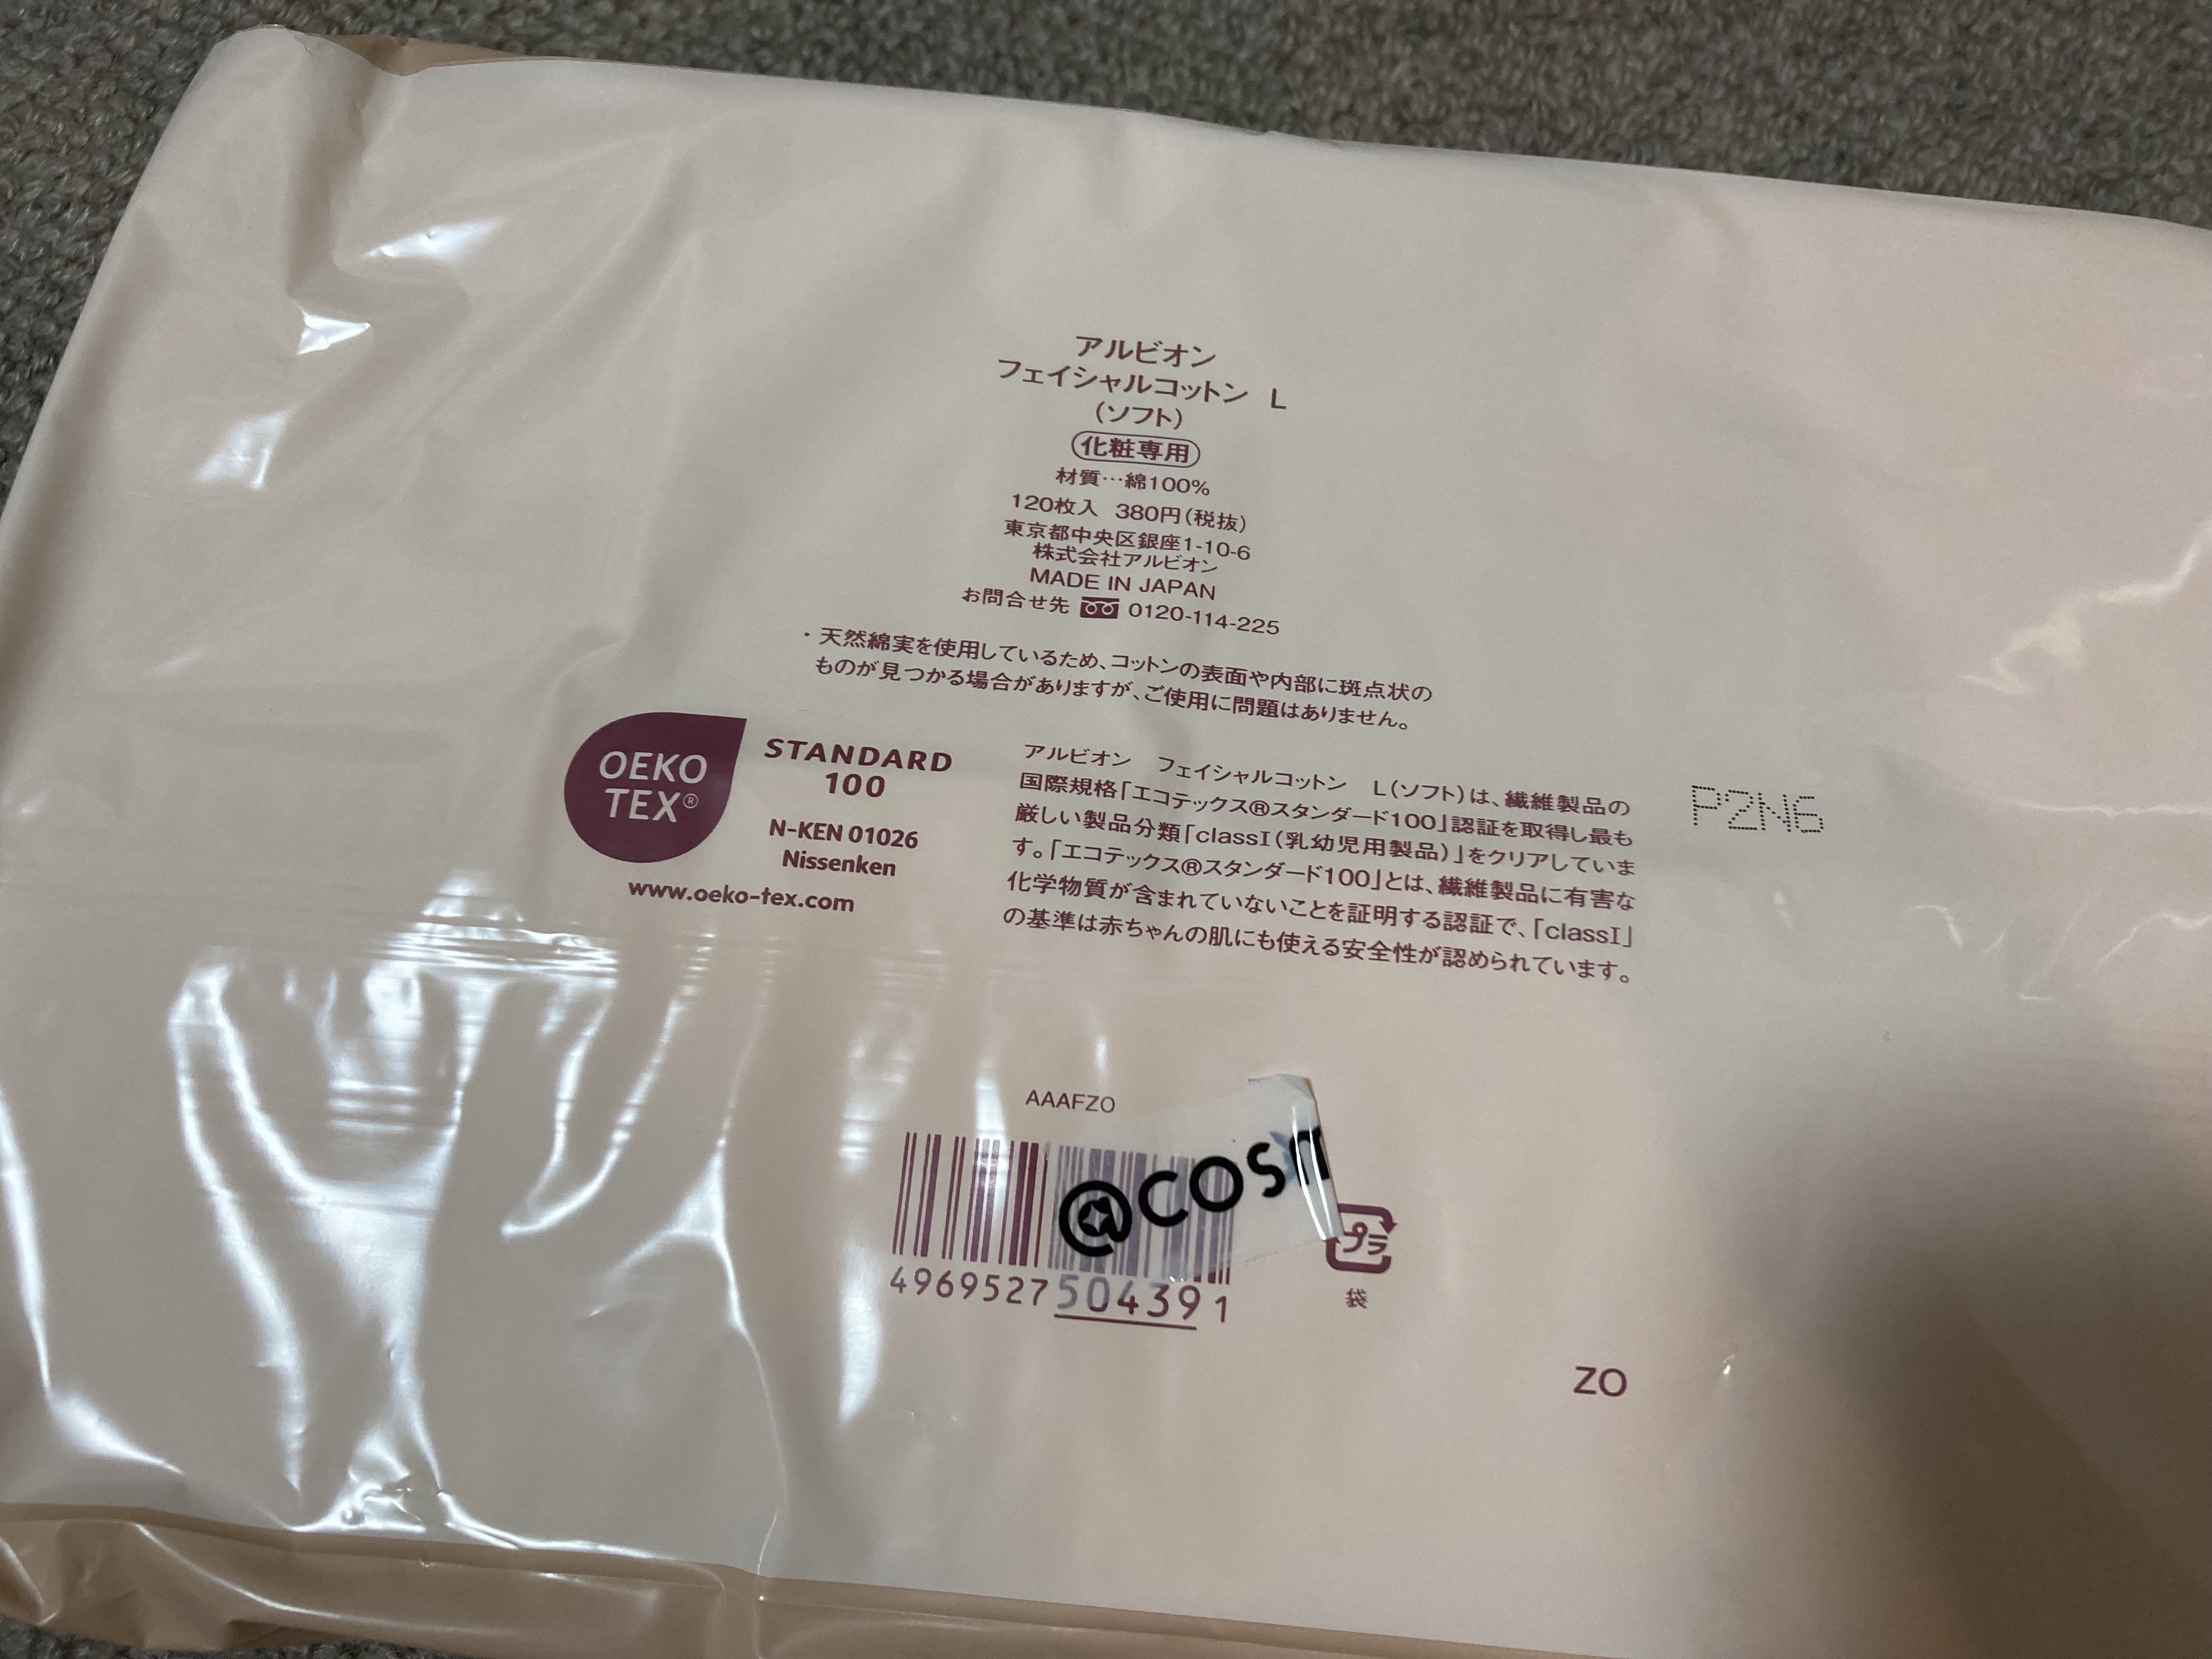 アルビオン
フェイシャルコットン L
(ソフト)
化粧専用
材質…綿100%
120枚入 380円(税抜)
東京都中央区銀座1-10-6
株式会社アルビオン
MADE IN JAPAN
お問合せ先 0120-114-225
・天然綿実を使用しているため、コットンの表面や内部に斑点状の
ものが見つかる場合がありますが、ご使用に問題はありません。
OEKO
TEX®
STANDARD
100
N-KEN 01026
Nissenken
www.oeko-tex.com
アルビオン フェイシャルコットン L(ソフト)は、繊維製品の
国際規格「エコテックス®スタンダード100」認証を取得し最も
厳しい製品分類「classI(乳幼児用製品)」をクリアしていま
す。「エコテックス®スタンダード100」とは、繊維製品に有害な
化学物質が含まれていないことを証明する認証で、「classI」
の基準は赤ちゃんの肌にも使える安全性が認められています。
P2N6
AAAFZO
@cosm
4969527504391
プラ
袋
ZO